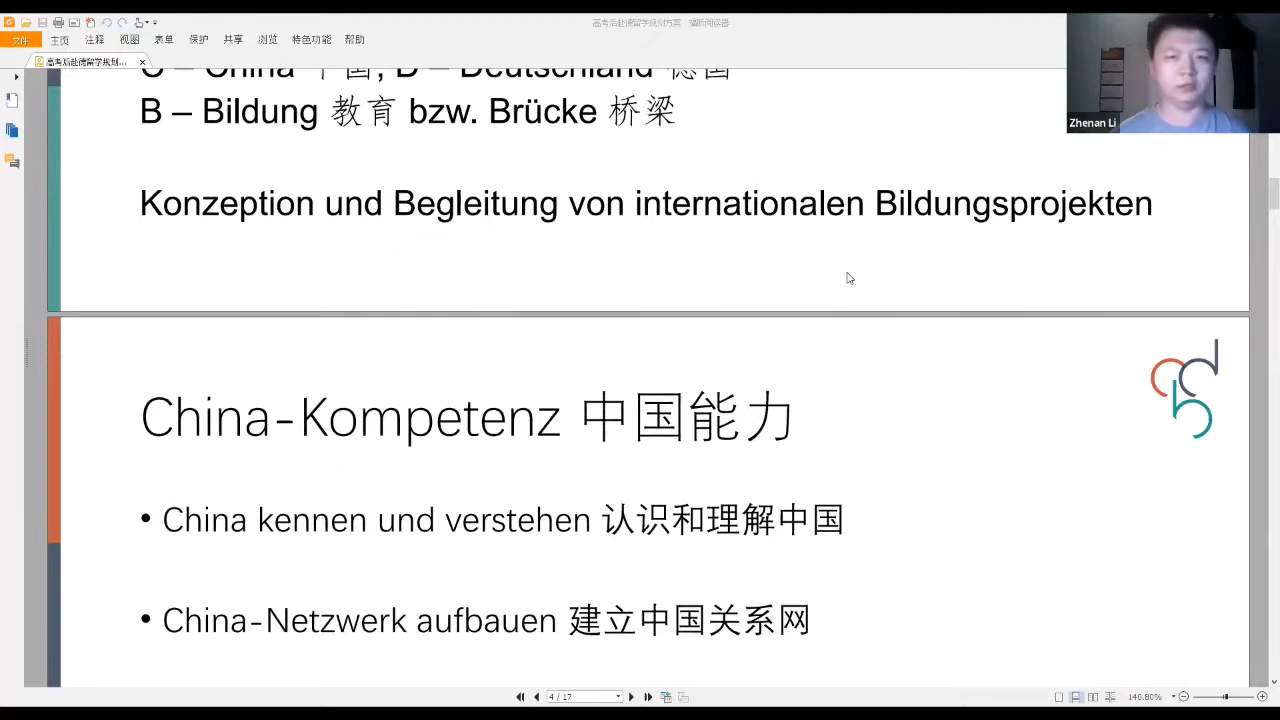 高考后赴德留学规划方案 - 福昕阅读器
文件 主页 注释 视图 表单 保护 共享 浏览 特色功能 帮助
高考后赴德留学规划...
C – China 中国, D – Deutschland 德国
B – Bildung 教育 bzw. Brücke 桥梁
Zhenan Li
Konzeption und Begleitung von internationalen Bildungsprojekten
cdb
China-Kompetenz 中国能力
• China kennen und verstehen 认识和理解中国
• China-Netzwerk aufbauen 建立中国关系网
4 / 17
140.80%